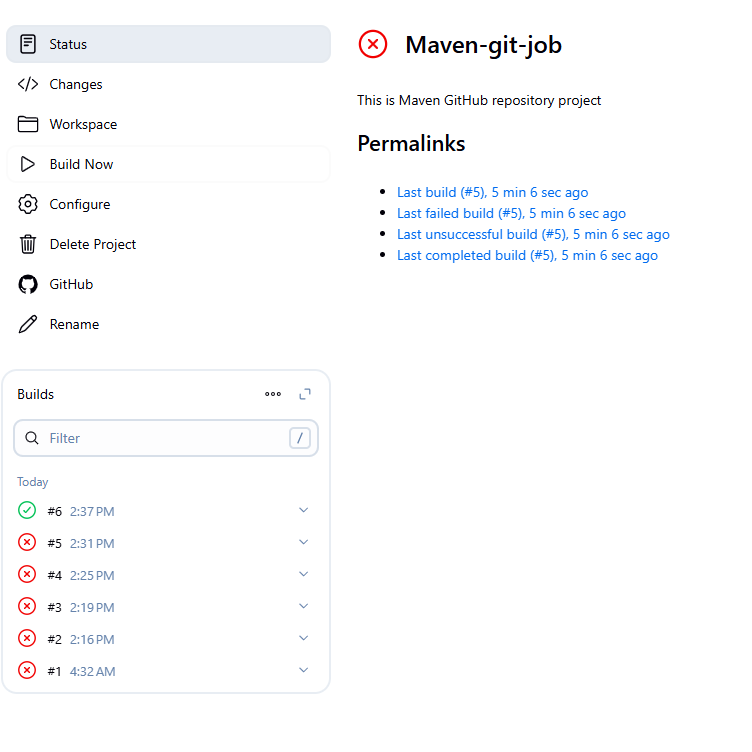 Status
Changes
Workspace
Build Now
Configure
Delete Project
GitHub
Rename
Builds
Filter /
Today
#6 2:37 PM
#5 2:31 PM
#4 2:25 PM
#3 2:19 PM
#2 2:16 PM
#1 4:32 AM
Maven-git-job
This is Maven GitHub repository project
Permalinks
Last build (#5), 5 min 6 sec ago
Last failed build (#5), 5 min 6 sec ago
Last unsuccessful build (#5), 5 min 6 sec ago
Last completed build (#5), 5 min 6 sec ago